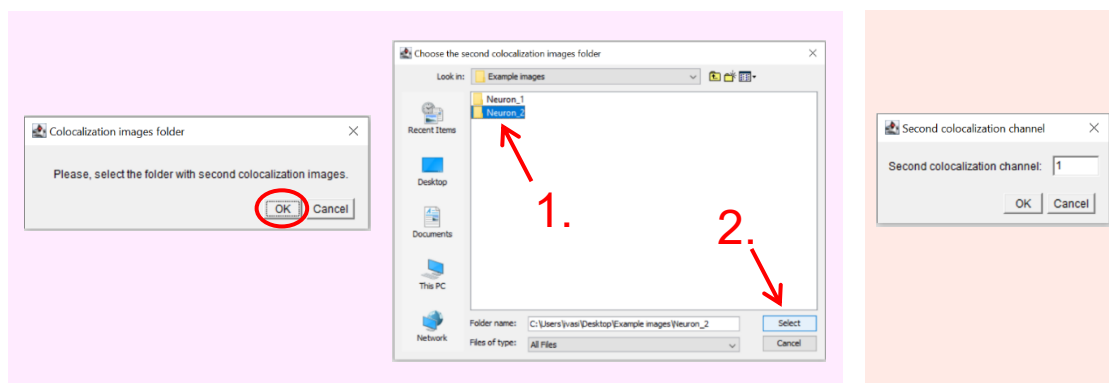 Colocalization images folder
Please, select the folder with second colocalization images.
OK
Cancel
Choose the second colocalization images folder
Look in:
Example images
Recent Items
Desktop
Documents
This PC
Network
Neuron_1
Neuron_2
1.
2.
Folder name:
C:\Users\jvasi\Desktop\Example images\Neuron_2
Select
Files of type:
All Files
Cancel
Second colocalization channel
Second colocalization channel:
1
OK
Cancel